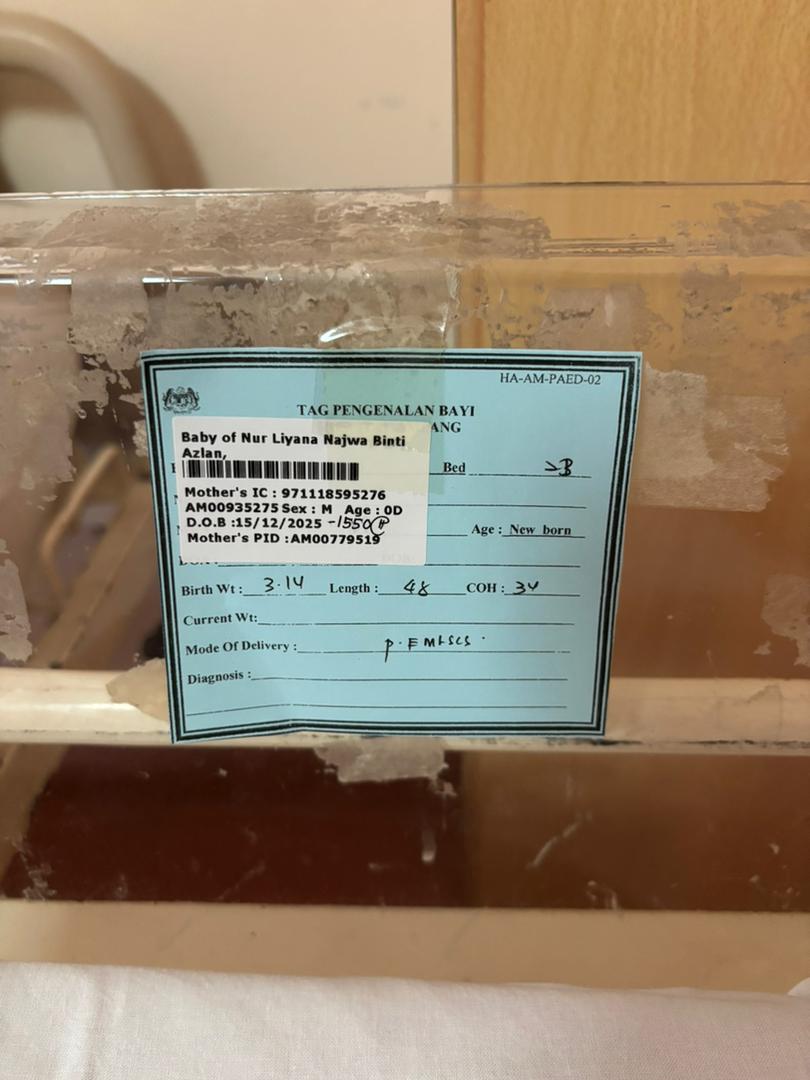 HA-AM-PAED-02
TAG PENGENALAN BAYI
ANG
Baby of Nur Liyana Najwa Binti
Azlan,
Bed
Mother's IC : 971118595276
AM00935275 Sex : M Age : 0D
D.O.B :15/12/2025 -1550
Mother's PID :AM00779519
Age : New born
Birth Wt : 3.14 Length : 48 COH : 34
Current Wt:
Mode Of Delivery : EMLSCS
Diagnosis :